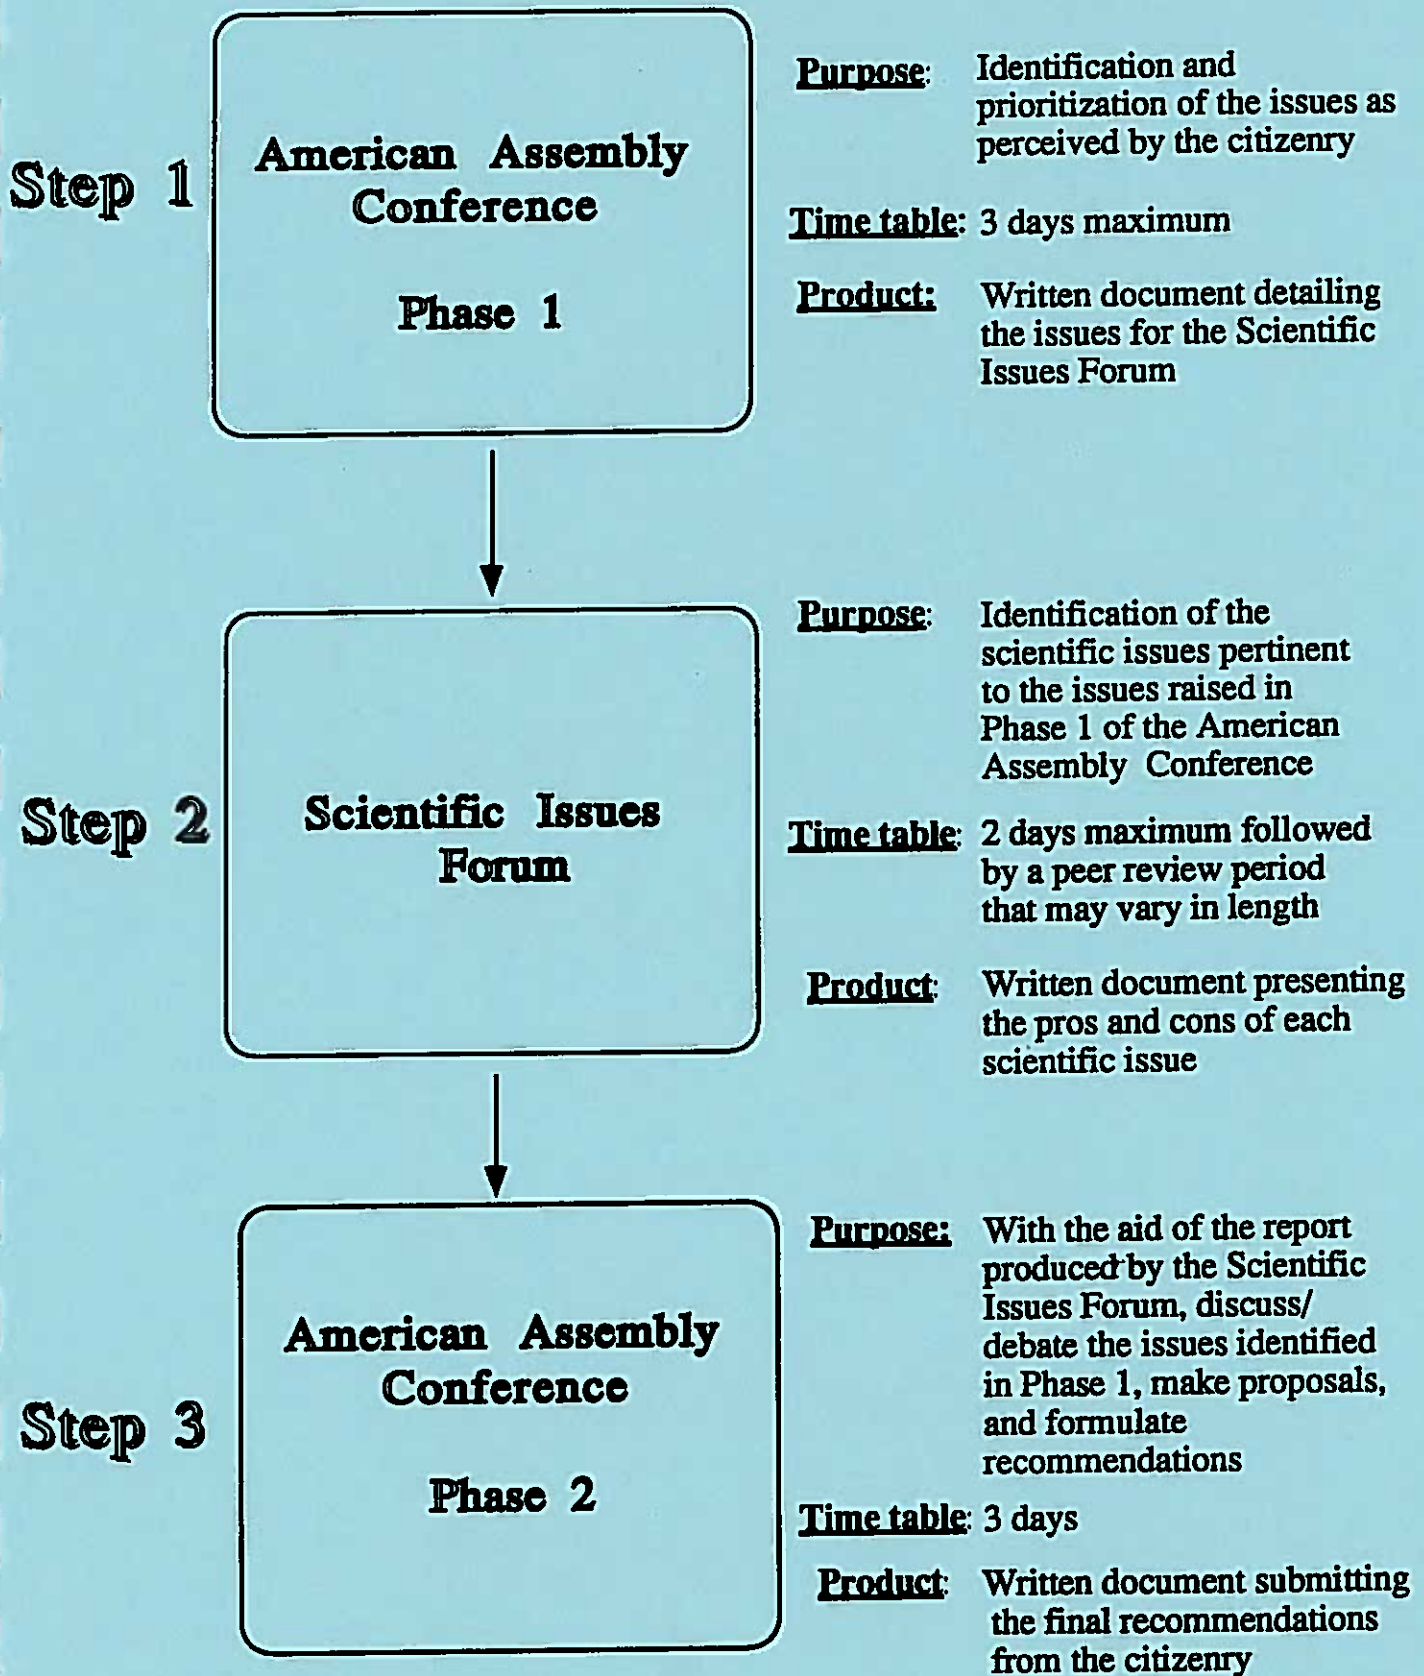 Step 1
American Assembly
Conference
Phase 1
Purpose: Identification and
prioritization of the issues as
perceived by the citizenry
Time table: 3 days maximum
Product: Written document detailing
the issues for the Scientific
Issues Forum
Step 2
Scientific Issues
Forum
Purpose: Identification of the
scientific issues pertinent
to the issues raised in
Phase 1 of the American
Assembly Conference
Time table: 2 days maximum followed
by a peer review period
that may vary in length
Product: Written document presenting
the pros and cons of each
scientific issue
Step 3
American Assembly
Conference
Phase 2
Purpose: With the aid of the report
produced by the Scientific
Issues Forum, discuss/
debate the issues identified
in Phase 1, make proposals,
and formulate
recommendations
Time table: 3 days
Product: Written document submitting
the final recommendations
from the citizenry